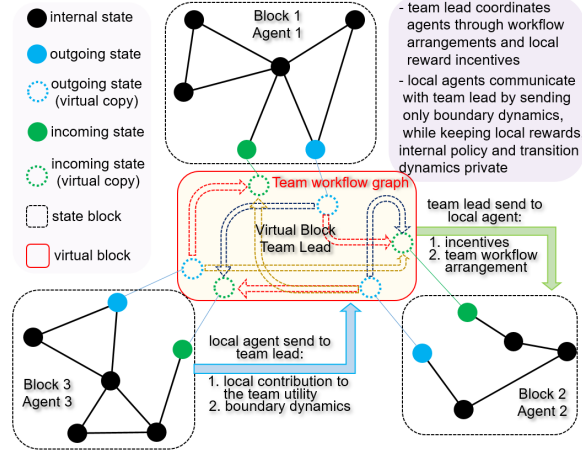 internal state
outgoing state
outgoing state
(virtual copy)
incoming state
incoming state
(virtual copy)
state block
virtual block
Block 1
Agent 1
- team lead coordinates
agents through workflow
arrangements and local
reward incentives
- local agents communicate
with team lead by sending
only boundary dynamics,
while keeping local rewards
internal policy and transition
dynamics private
Team workflow graph
Virtual Block
Team Lead
team lead send to
local agent:
1. incentives
2. team workflow
arrangement
Block 3
Agent 3
local agent send to
team lead:
1. local contribution to
the team utility
2. boundary dynamics
Block 2
Agent 2